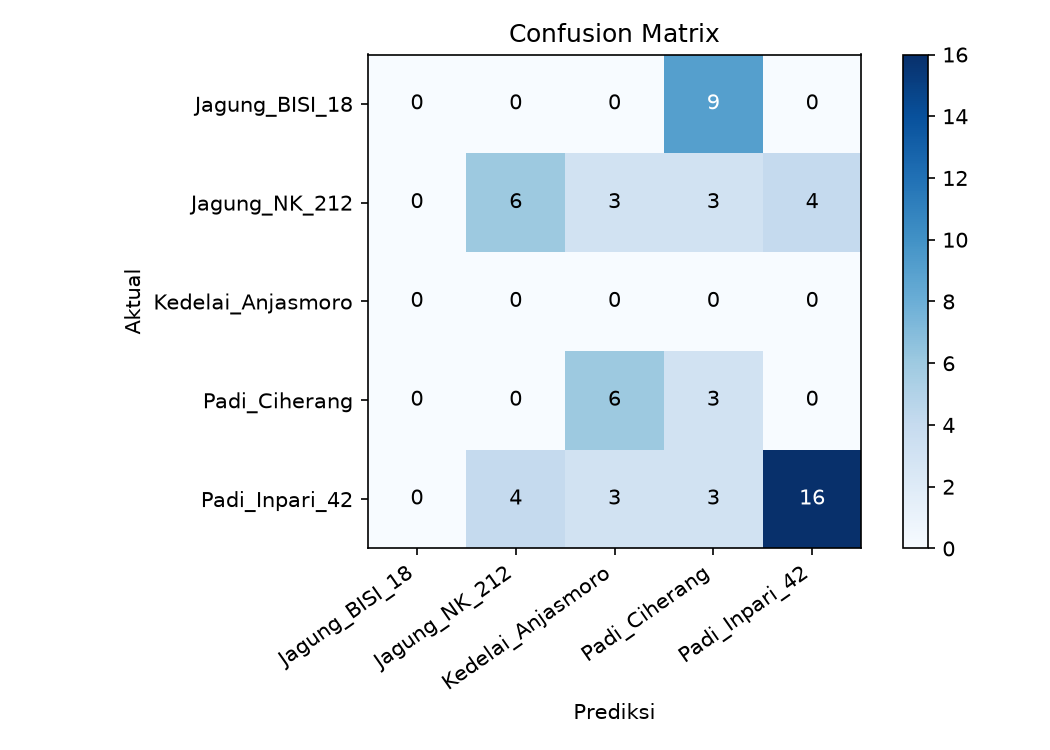 Confusion Matrix
Jagung_BISI_18 0 0 0 9 0
Jagung_NK_212 0 6 3 3 4
Kedelai_Anjasmoro 0 0 0 0 0
Padi_Ciherang 0 0 6 3 0
Padi_Inpari_42 0 4 3 3 16
Aktual
Jagung_BISI_18
Jagung_NK_212
Kedelai_Anjasmoro
Padi_Ciherang
Padi_Inpari_42
Prediksi
16
14
12
10
8
6
4
2
0